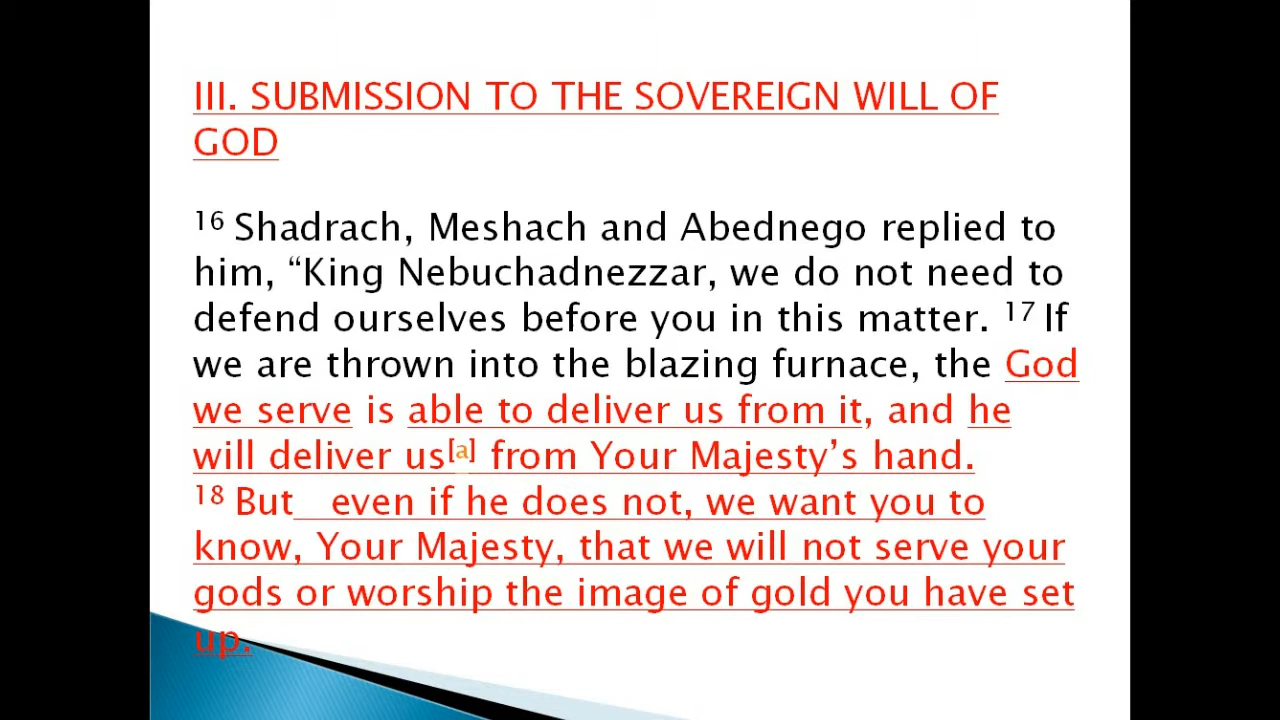 III. SUBMISSION TO THE SOVEREIGN WILL OF
GOD
16 Shadrach, Meshach and Abednego replied to
him, “King Nebuchadnezzar, we do not need to
defend ourselves before you in this matter. 17 If
we are thrown into the blazing furnace, the God
we serve is able to deliver us from it, and he
will deliver us[a] from Your Majesty’s hand.
18 But   even if he does not, we want you to
know, Your Majesty, that we will not serve your
gods or worship the image of gold you have set
up.